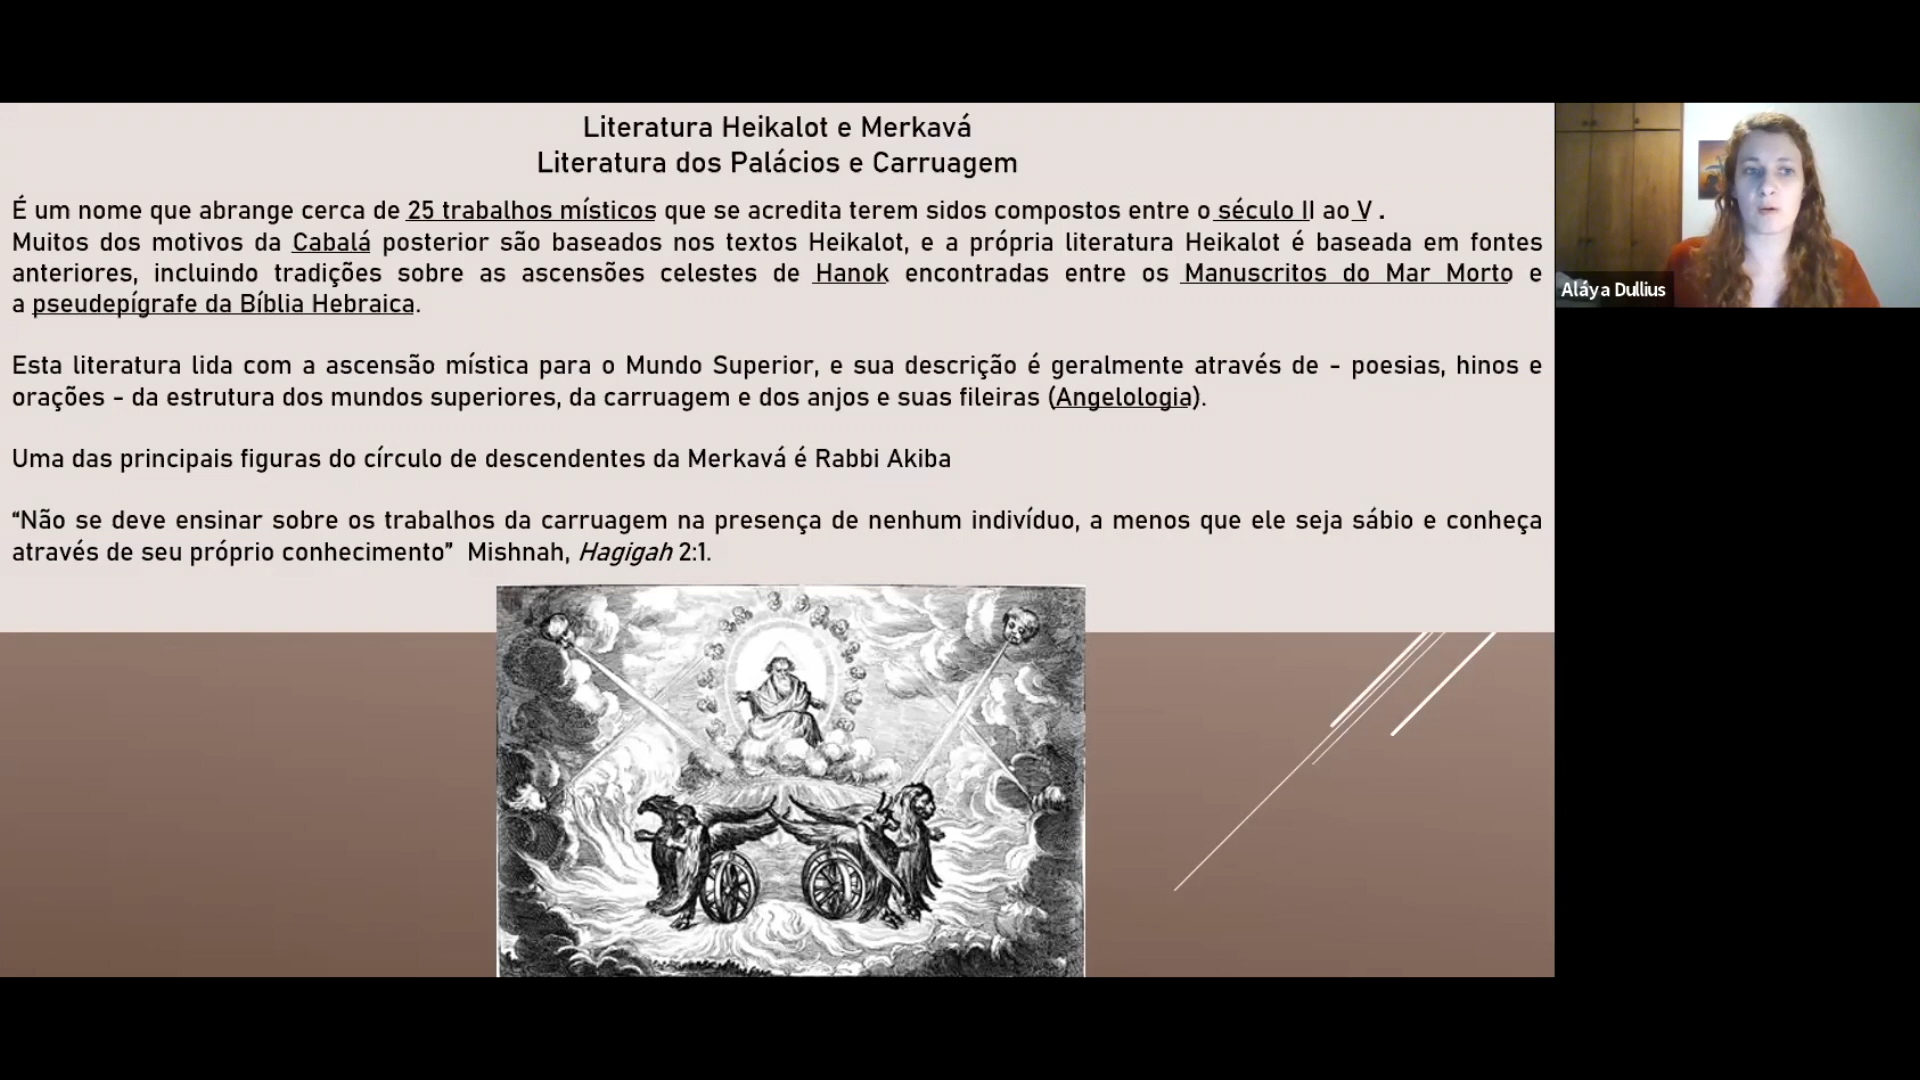 Literatura Heikalot e Merkavá
Literatura dos Palácios e Carruagem
É um nome que abrange cerca de 25 trabalhos místicos que se acredita terem sidos compostos entre o século II ao V .
Muitos dos motivos da Cabalá posterior são baseados nos textos Heikalot, e a própria literatura Heikalot é baseada em fontes
anteriores, incluindo tradições sobre as ascensões celestes de Hanok encontradas entre os Manuscritos do Mar Morto e
a pseudepígrafe da Bíblia Hebraica.
Esta literatura lida com a ascensão mística para o Mundo Superior, e sua descrição é geralmente através de - poesias, hinos e
orações - da estrutura dos mundos superiores, da carruagem e dos anjos e suas fileiras (Angelologia).
Uma das principais figuras do círculo de descendentes da Merkavá é Rabbi Akiba
“Não se deve ensinar sobre os trabalhos da carruagem na presença de nenhum indivíduo, a menos que ele seja sábio e conheça
através de seu próprio conhecimento” Mishnah, Hagigah 2:1.
Aláya Dullius